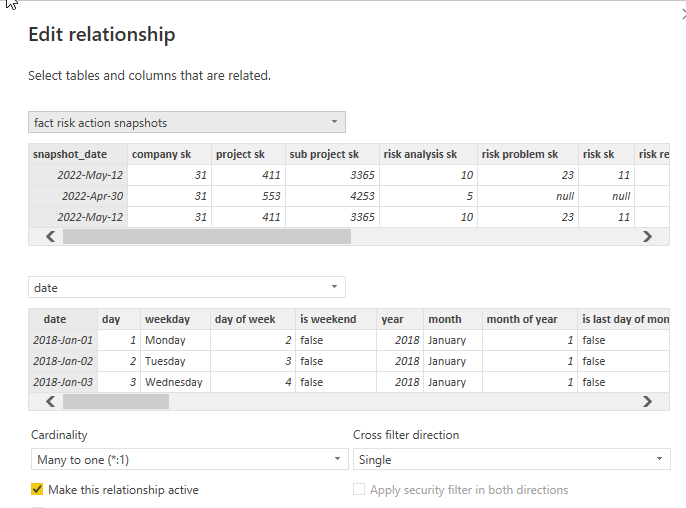 Edit relationship
Select tables and columns that are related.
fact risk action snapshots
snapshot_date company sk project sk sub project sk risk analysis sk risk problem sk risk sk risk re
2022-May-12 31 411 3365 10 23 11
2022-Apr-30 31 553 4253 5 null null
2022-May-12 31 411 3365 10 23 11
date
date day weekday day of week is weekend year month month of year is last day of mon
2018-Jan-01 1 Monday 2 false 2018 January 1 false
2018-Jan-02 2 Tuesday 3 false 2018 January 1 false
2018-Jan-03 3 Wednesday 4 false 2018 January 1 false
Cardinality Cross filter direction
Many to one (*:1) Single
Make this relationship active Apply security filter in both directions